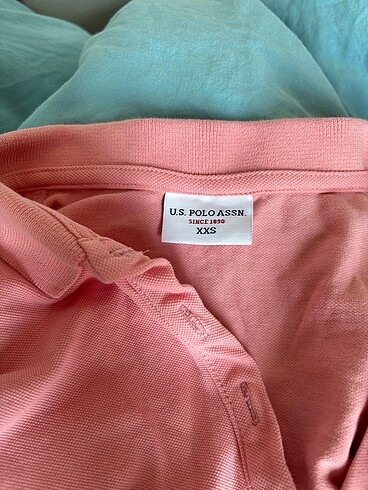 U.S. POLO ASSN.
SINCE 1890
XXS